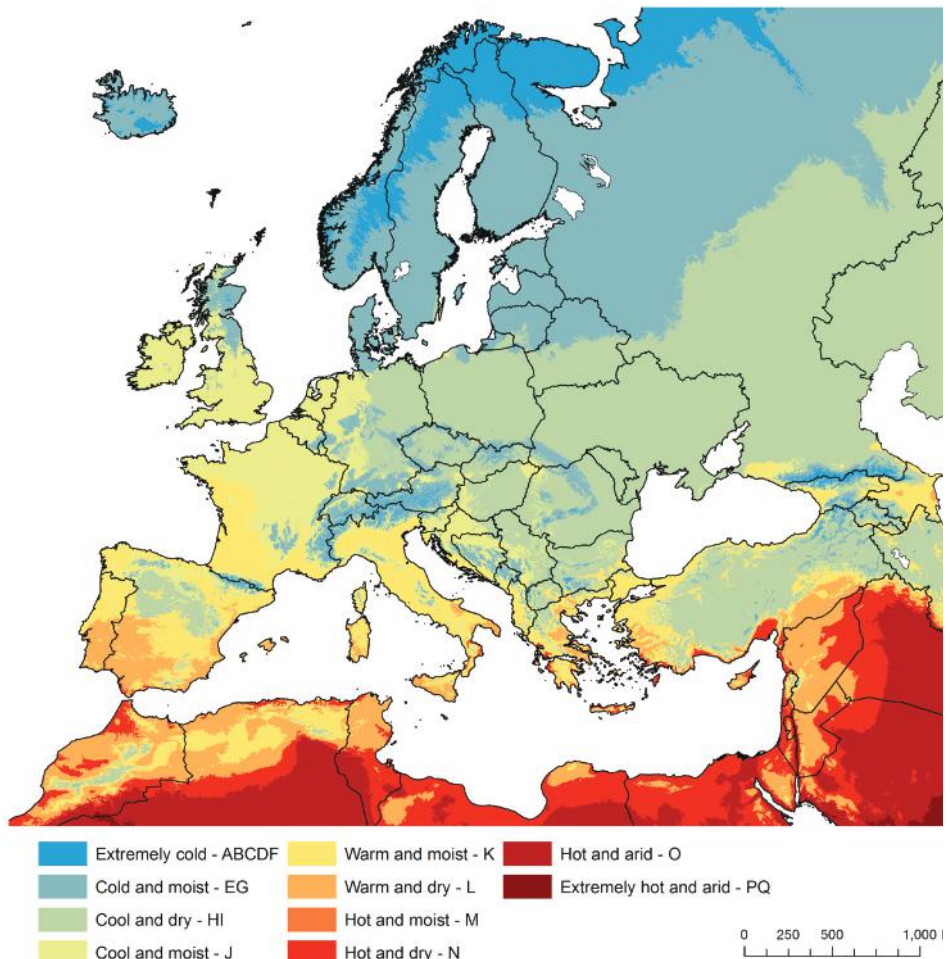 Extremely cold - ABCDF
Cold and moist - EG
Cool and dry - HI
Cool and moist - J
Warm and moist - K
Warm and dry - L
Hot and moist - M
Hot and dry - N
Hot and arid - O
Extremely hot and arid - PQ
0 250 500 1,000